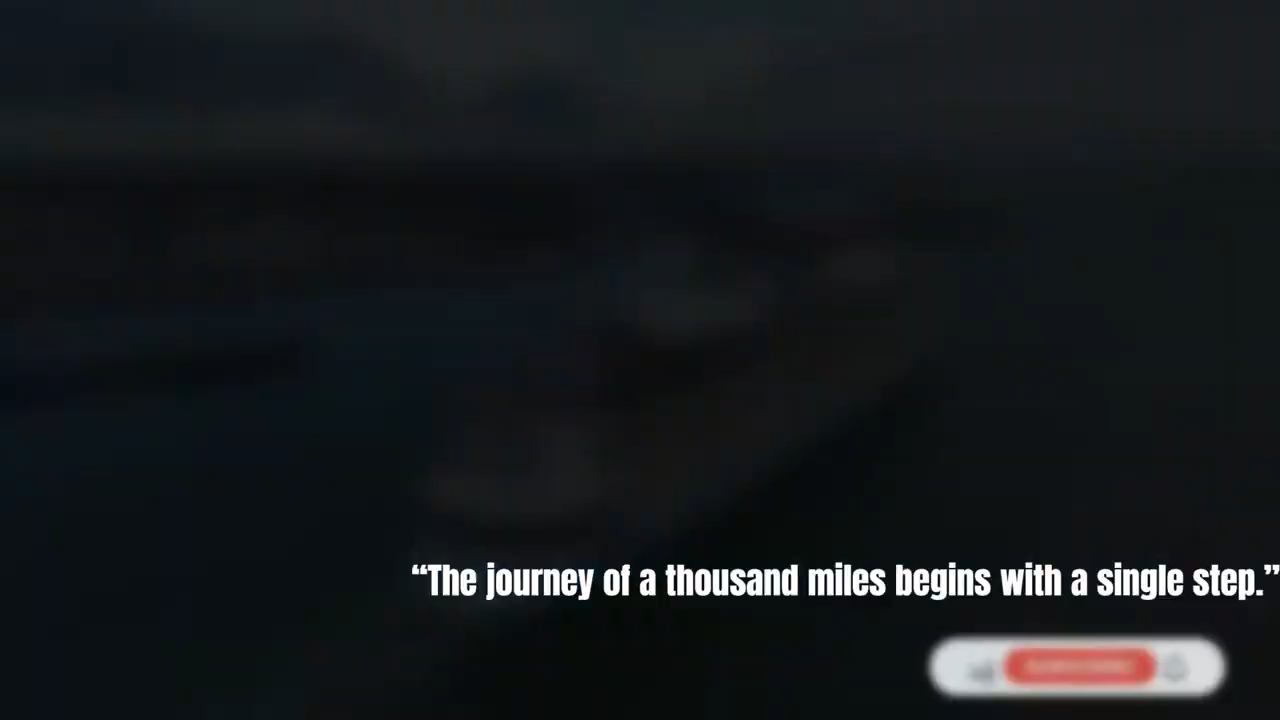 “The journey of a thousand miles begins with a single step.”